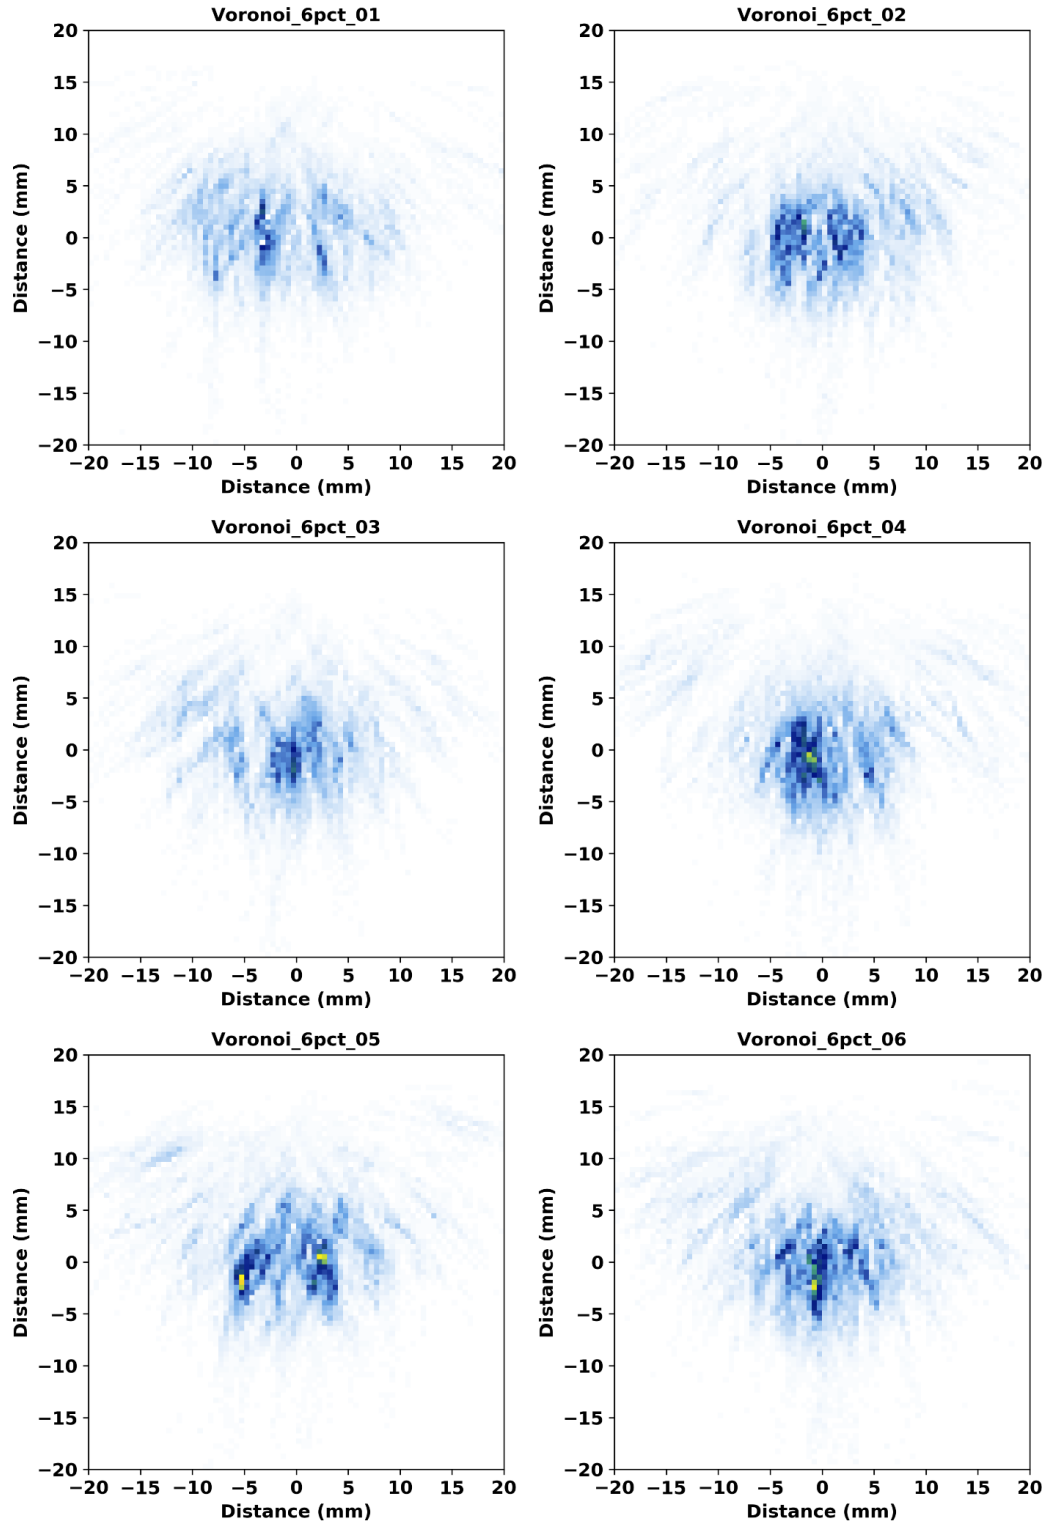 Voronoi_6pct_01
Voronoi_6pct_02
20
15
10
5
0
−5
−10
−15
−20
Distance (mm)
−20 −15 −10 −5 0 5 10 15 20
Distance (mm)
20
15
10
5
0
−5
−10
−15
−20
Distance (mm)
−20 −15 −10 −5 0 5 10 15 20
Distance (mm)
Voronoi_6pct_03
Voronoi_6pct_04
20
15
10
5
0
−5
−10
−15
−20
Distance (mm)
−20 −15 −10 −5 0 5 10 15 20
Distance (mm)
20
15
10
5
0
−5
−10
−15
−20
Distance (mm)
−20 −15 −10 −5 0 5 10 15 20
Distance (mm)
Voronoi_6pct_05
Voronoi_6pct_06
20
15
10
5
0
−5
−10
−15
−20
Distance (mm)
−20 −15 −10 −5 0 5 10 15 20
Distance (mm)
20
15
10
5
0
−5
−10
−15
−20
Distance (mm)
−20 −15 −10 −5 0 5 10 15 20
Distance (mm)